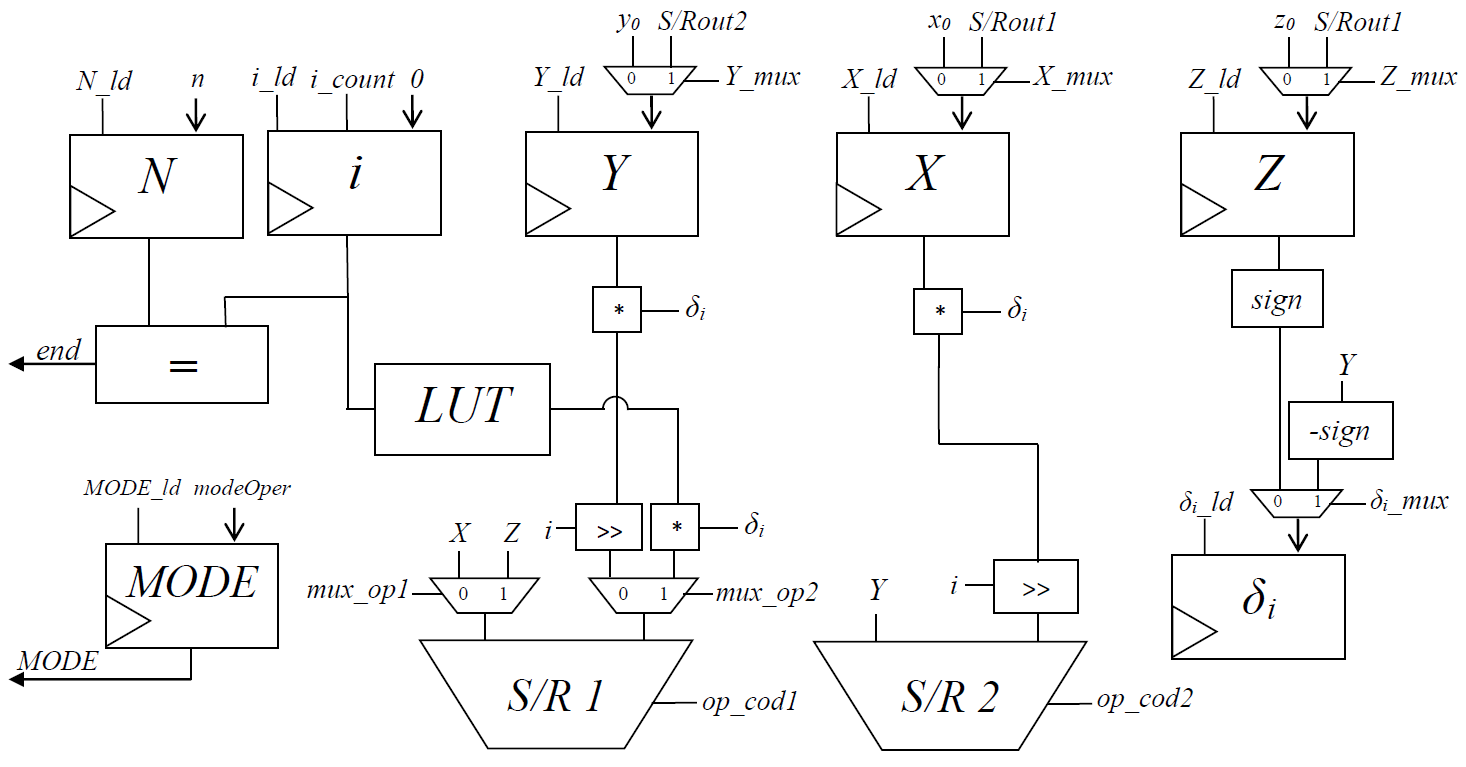 y₀ S/Rout2
x₀ S/Rout1
z₀ S/Rout1
N_ld n i_ld i_count 0
Y_ld 0 1 Y_mux
X_ld 0 1 X_mux
Z_ld 0 1 Z_mux
N i Y X Z
* δᵢ
* δᵢ
sign
end =
Y
LUT
-sign
MODE_ld modeOper
δᵢ_ld 0 1 δᵢ_mux
X Z i >> * δᵢ
MODE
mux_op1 0 1 0 1 mux_op2
Y i >>
δᵢ
MODE
S/R 1 op_cod1
S/R 2 op_cod2